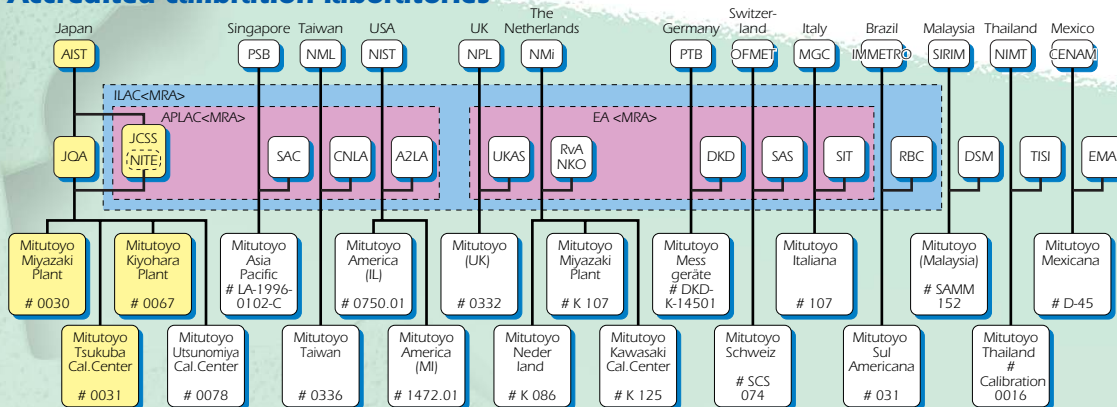 Accredited calibration laboratories
Japan
Singapore
Taiwan
USA
UK
The
Netherlands
Germany
Switzer-
land
Italy
Brazil
Malaysia
Thailand
Mexico
AIST
PSB
NML
NIST
NPL
NMi
PTB
OFMET
MGC
IMMETRO
SIRIM
NIMT
CENAM
ILAC<MRA>
APLAC<MRA>
EA <MRA>
JQA
JCSS
NITE
SAC
CNLA
A2LA
UKAS
RvA
NKO
DKD
SAS
SIT
RBC
DSM
TISI
EMA
Mitutoyo
Miyazaki
Plant
# 0030
Mitutoyo
Kiyohara
Plant
# 0067
Mitutoyo
Asia
Pacific
# LA-1996-
0102-C
Mitutoyo
America
(IL)
# 0750.01
Mitutoyo
(UK)
# 0332
Mitutoyo
Miyazaki
Plant
# K 107
Mitutoyo
Mess
geräte
# DKD-
K-14501
Mitutoyo
Italiana
# 107
Mitutoyo
(Malaysia)
# SAMM
152
Mitutoyo
Mexicana
# D-45
Mitutoyo
Tsukuba
Cal.Center
# 0031
Mitutoyo
Utsunomiya
Cal.Center
# 0078
Mitutoyo
Taiwan
# 0336
Mitutoyo
America
(MI)
# 1472.01
Mitutoyo
Neder
land
# K 086
Mitutoyo
Kawasaki
Cal.Center
# K 125
Mitutoyo
Schweiz
# SCS
074
Mitutoyo
Sul
Americana
# 031
Mitutoyo
Thailand
#
Calibration
0016